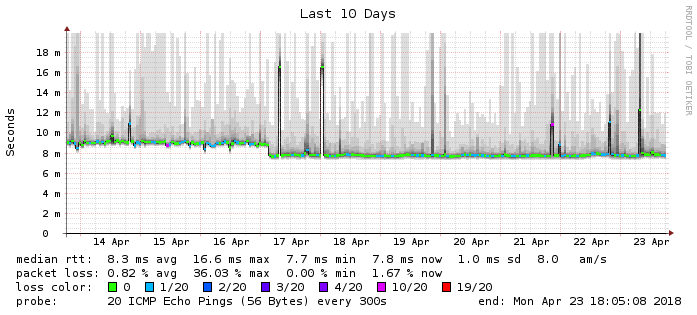 Last 10 Days
RRDTOOL / TOBI OETIKER
Seconds
18 m
16 m
14 m
12 m
10 m
8 m
6 m
4 m
2 m
0
14 Apr 15 Apr 16 Apr 17 Apr 18 Apr 19 Apr 20 Apr 21 Apr 22 Apr 23 Apr
median rtt: 8.3 ms avg 16.6 ms max 7.7 ms min 7.8 ms now 1.0 ms sd 8.0 am/s
packet loss: 0.82 % avg 36.03 % max 0.00 % min 1.67 % now
loss color: 0 1/20 2/20 3/20 4/20 10/20 19/20
probe: 20 ICMP Echo Pings (56 Bytes) every 300s end: Mon Apr 23 18:05:08 2018